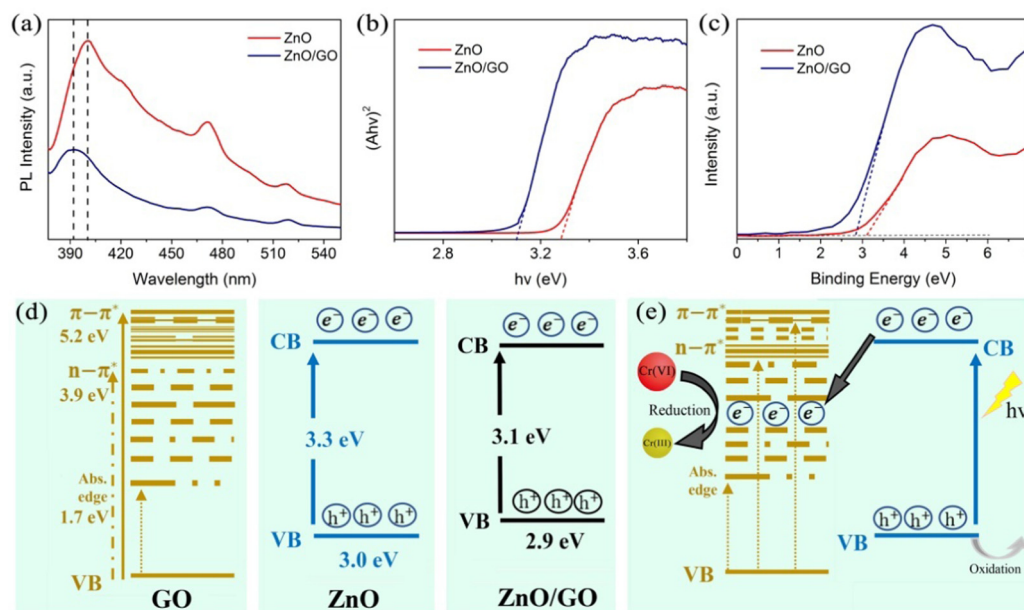 (a)
ZnO
ZnO/GO
PL Intensity (a.u.)
390 420 450 480 510 540
Wavelength (nm)
(b)
ZnO
ZnO/GO
(Ahv)²
2.8 3.2 3.6
hv (eV)
(c)
ZnO
ZnO/GO
Intensity (a.u.)
0 1 2 3 4 5 6
Binding Energy (eV)
(d)
π−π*
5.2 eV
n−π*
3.9 eV
Abs.
edge
1.7 eV
VB
GO
e⁻ e⁻ e⁻
CB
3.3 eV
h⁺ h⁺ h⁺
VB
3.0 eV
ZnO
e⁻ e⁻ e⁻
CB
3.1 eV
h⁺ h⁺ h⁺
VB
2.9 eV
ZnO/GO
(e)
π−π*
n−π*
Cr(VI)
Reduction
Cr(III)
e⁻ e⁻ e⁻
Abs.
edge
VB
e⁻ e⁻ e⁻
CB
hv
h⁺ h⁺ h⁺
VB
Oxidation